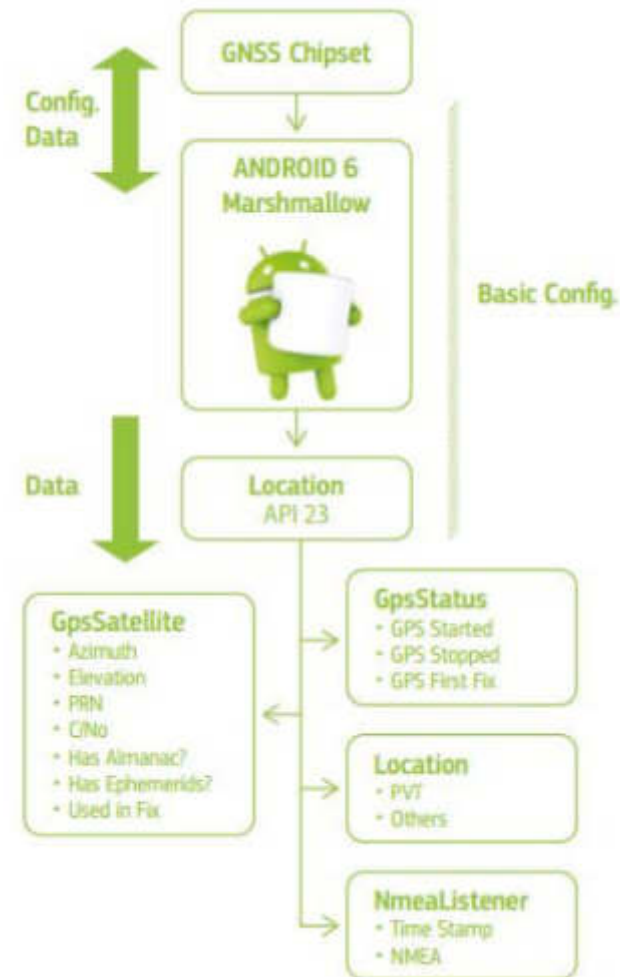 GNSS Chipset
Config.
Data
ANDROID 6
Marshmallow
Basic Config.
Data
Location
API 23
GpsSatellite
• Azimuth
• Elevation
• PRN
• C/No
• Has Almanac?
• Has Ephemerids?
• Used in Fix
GpsStatus
• GPS Started
• GPS Stopped
• GPS First Fix
Location
• PVT
• Others
NmeaListener
• Time Stamp
• NMEA